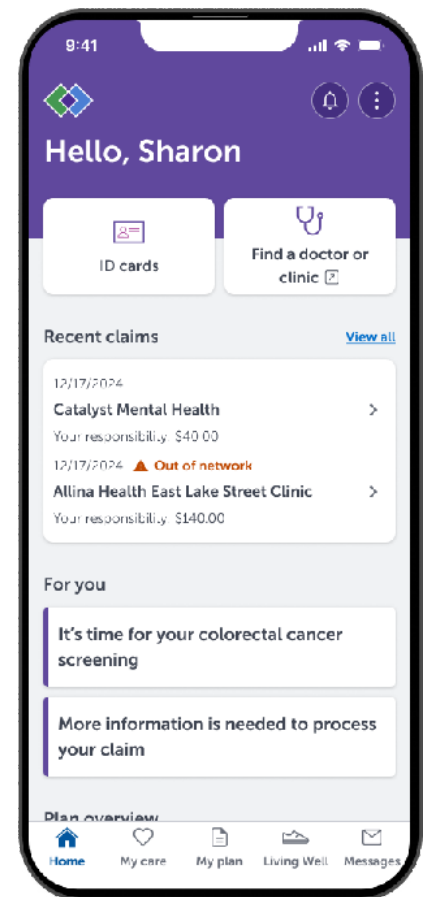 9:41
Hello, Sharon
ID cards
Find a doctor or
clinic
Recent claims
View all
12/17/2024
Catalyst Mental Health
Your responsibility: $40.00
12/17/2024 Out of network
Allina Health East Lake Street Clinic
Your responsibility: $140.00
For you
It's time for your colorectal cancer
screening
More information is needed to process
your claim
Plan overview
Home
My care
My plan
Living Well
Messages